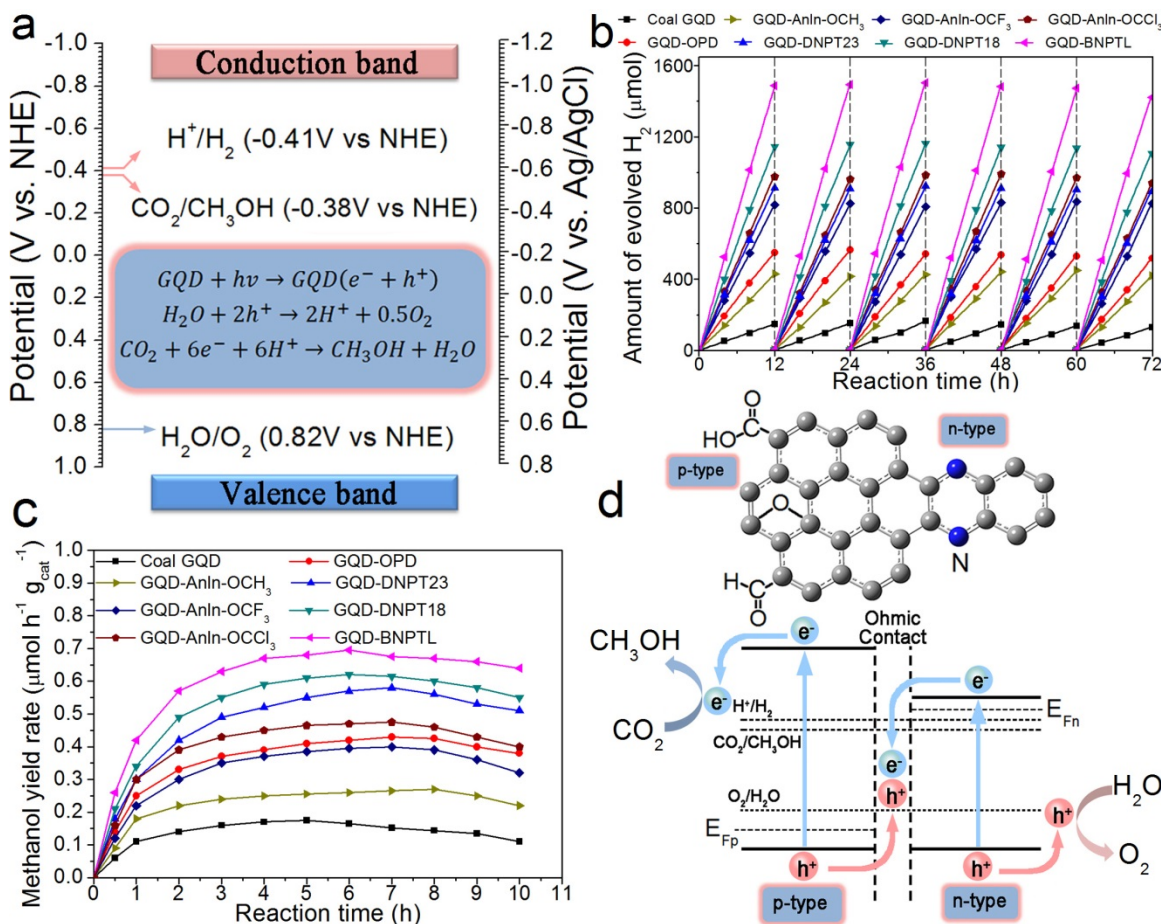 a
Potential (V vs. NHE)
-1.0
-0.8
-0.6
-0.4
-0.2
0.0
0.2
0.4
0.6
0.8
1.0
Conduction band
H⁺/H₂ (-0.41V vs NHE)
CO₂/CH₃OH (-0.38V vs NHE)
GQD + hν → GQD(e⁻ + h⁺)
H₂O + 2h⁺ → 2H⁺ + 0.5O₂
CO₂ + 6e⁻ + 6H⁺ → CH₃OH + H₂O
H₂O/O₂ (0.82V vs NHE)
Valence band
-1.2
-1.0
-0.8
-0.6
-0.4
-0.2
0.0
0.2
0.4
0.6
0.8
Potential (V vs. Ag/AgCl)
b
Coal GQD GQD-AnIn-OCH₃ GQD-AnIn-OCF₃ GQD-AnIn-OCCl₃
GQD-OPD GQD-DNPT23 GQD-DNPT18 GQD-BNPTL
Amount of evolved H₂ (μmol)
1600
1200
800
400
0
0 12 24 36 48 60 72
Reaction time (h)
c
Methanol yield rate (μmol h⁻¹ g_cat⁻¹)
1.0
0.9
0.8
0.7
0.6
0.5
0.4
0.3
0.2
0.1
0.0
Coal GQD GQD-OPD
GQD-AnIn-OCH₃ GQD-DNPT23
GQD-AnIn-OCF₃ GQD-DNPT18
GQD-AnIn-OCCl₃ GQD-BNPTL
0 1 2 3 4 5 6 7 8 9 10 11
Reaction time (h)
d
O
HO C
n-type
p-type
O
N
H C
O
Ohmic
Contact
CH₃OH
e⁻
e⁻
e⁻ H⁺/H₂
E_Fn
CO₂
CO₂/CH₃OH
e⁻
h⁺
O₂/H₂O
H₂O
h⁺
E_Fp
O₂
h⁺ h⁺
p-type n-type